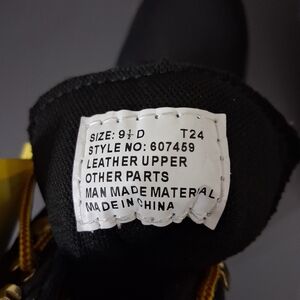 SIZE: 9½ D T24
STYLE NO: 607459
LEATHER UPPER
OTHER PARTS
MAN MADE MATERIAL
MADE IN CHINA